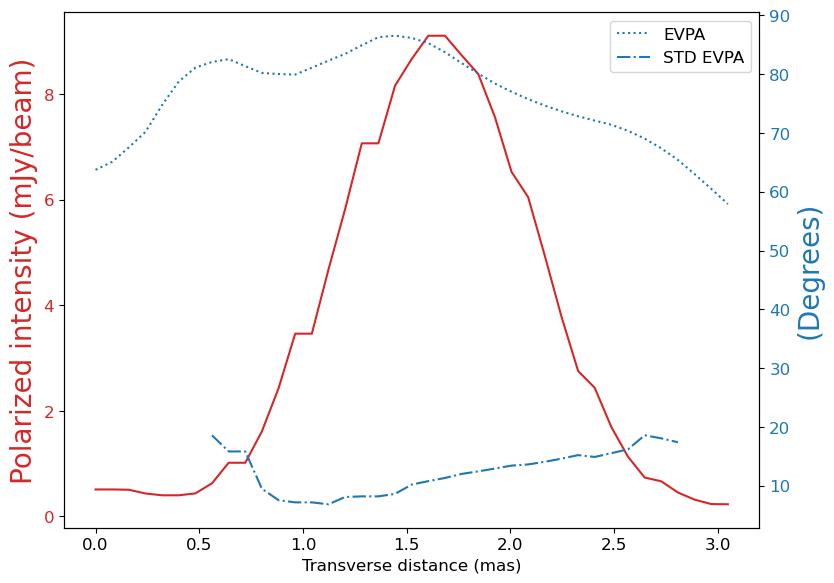 Polarized intensity (mJy/beam)
8
6
4
2
0
EVPA
STD EVPA
90
80
70
60
50
40
30
20
10
(Degrees)
0.0 0.5 1.0 1.5 2.0 2.5 3.0
Transverse distance (mas)